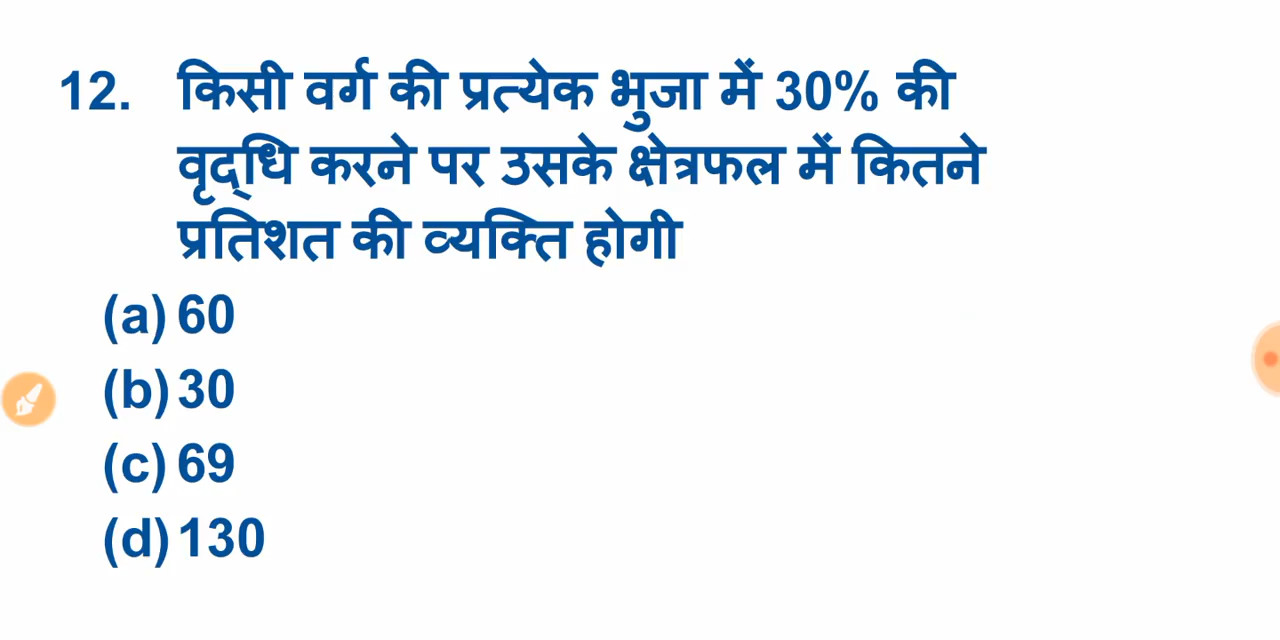 12. किसी वर्ग की प्रत्येक भुजा में 30% की
वृद्धि करने पर उसके क्षेत्रफल में कितने
प्रतिशत की व्यक्ति होगी
(a) 60
(b) 30
(c) 69
(d) 130